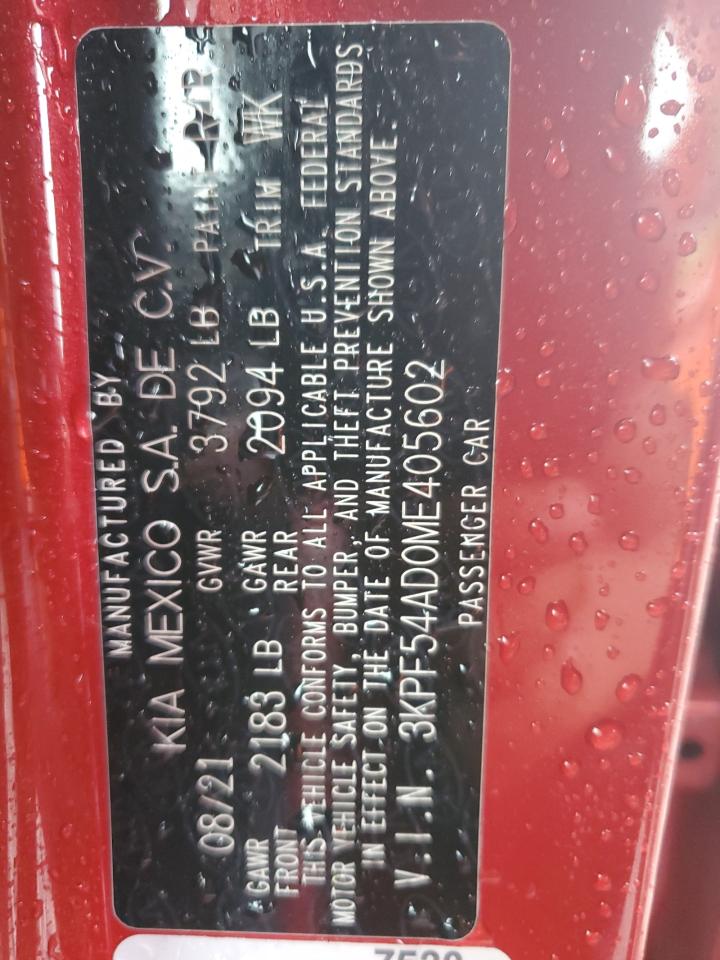 MANUFACTURED BY
KIA MEXICO S.A. DE C.V.
08/21 GVWR 3792 LB
GAWR FRONT 2183 LB GAWR REAR 2094 LB TRIM WK
THIS VEHICLE CONFORMS TO ALL APPLICABLE U.S.A. FEDERAL
MOTOR VEHICLE SAFETY, BUMPER, AND THEFT PREVENTION STANDARDS
IN EFFECT ON THE DATE OF MANUFACTURE SHOWN ABOVE.
V.I.N. 3KPF54AD0ME405602
PASSENGER CAR